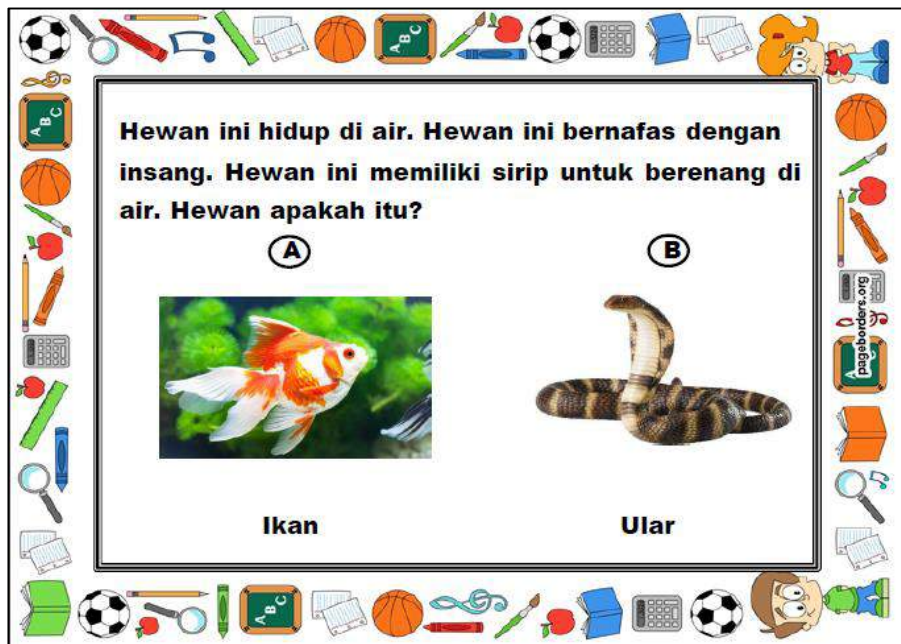 Hewan ini hidup di air. Hewan ini bernafas dengan
insang. Hewan ini memiliki sirip untuk berenang di
air. Hewan apakah itu?
A
B
Ikan
Ular
A B C
A B C
A B C
pageborders.org